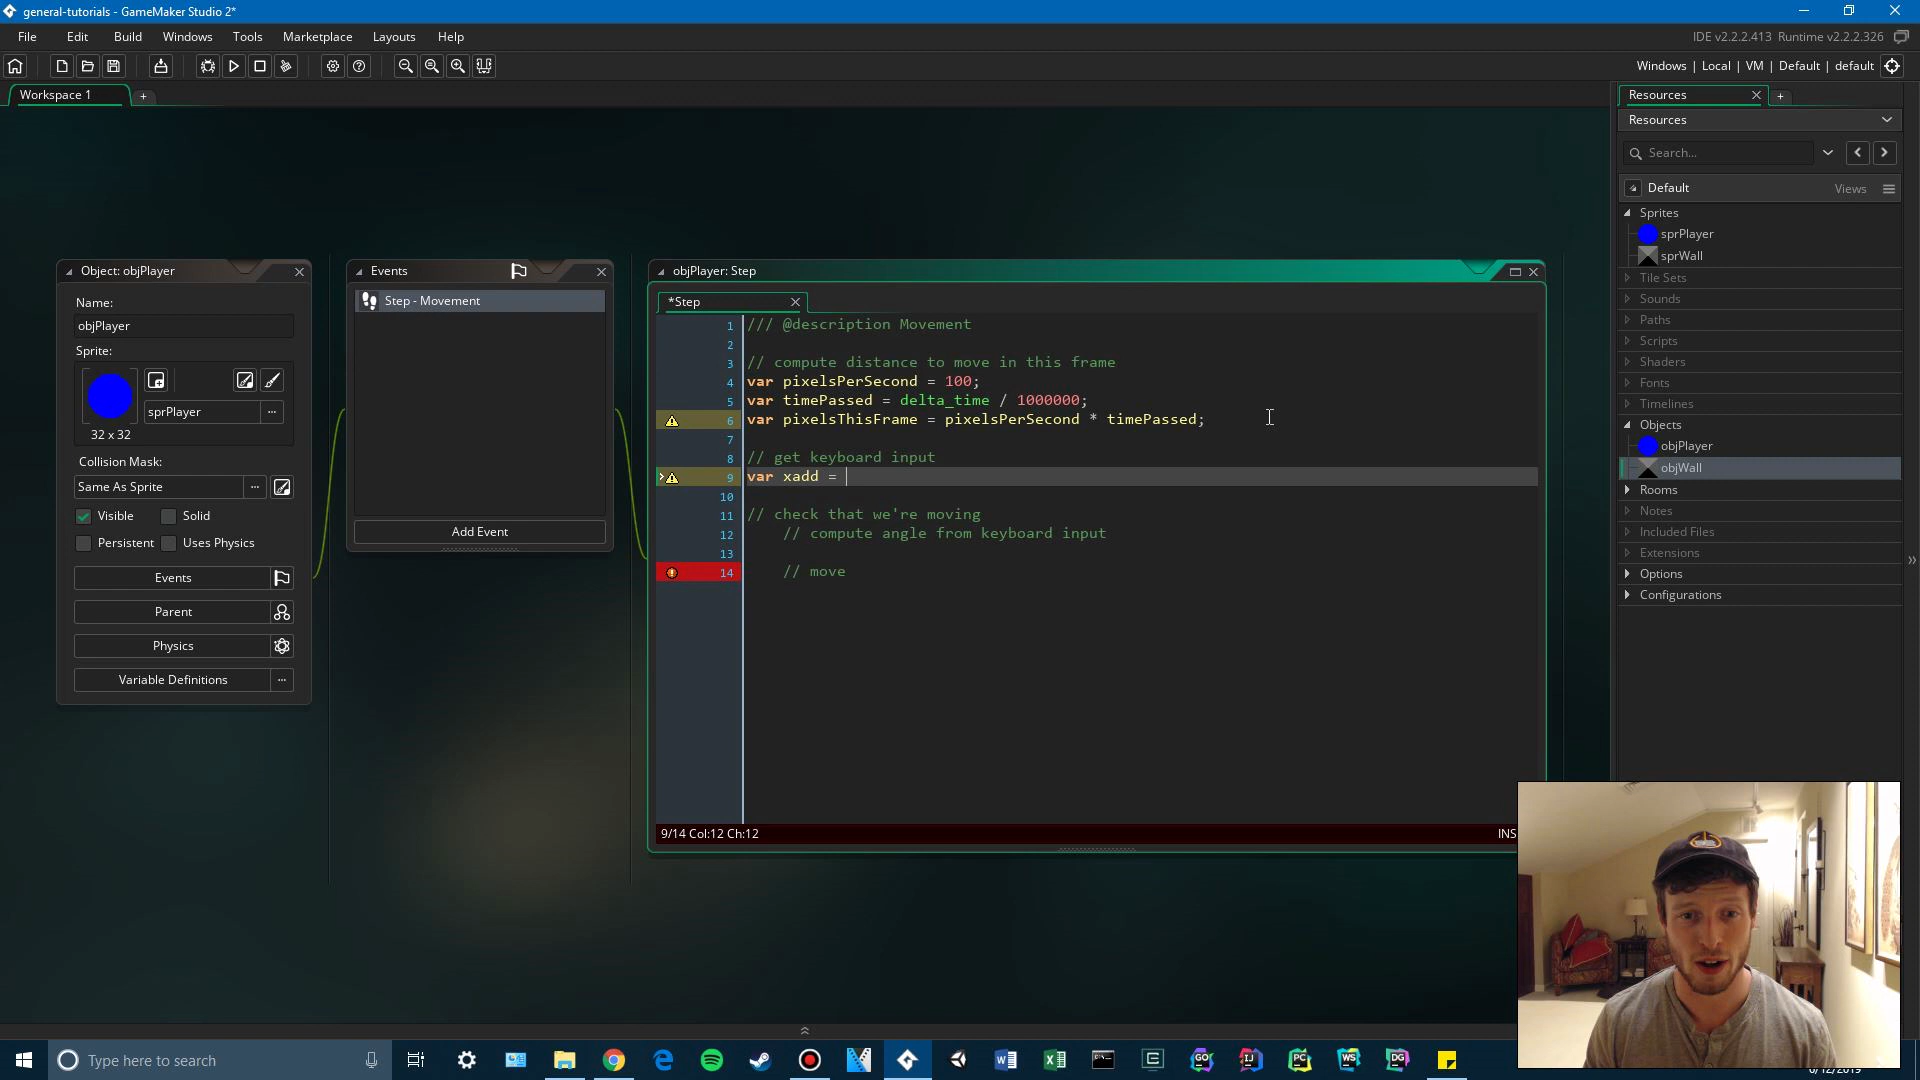 general-tutorials - GameMaker Studio 2*
File Edit Build Windows Tools Marketplace Layouts Help
IDE v2.2.2.413 Runtime v2.2.2.326
Windows | Local | VM | Default | default
Workspace 1
+
Object: objPlayer
Name:
objPlayer
Sprite:
sprPlayer
...
32 x 32
Collision Mask:
Same As Sprite
...
Visible
Solid
Persistent
Uses Physics
Events
Parent
Physics
Variable Definitions
...
Events
Step - Movement
Add Event
objPlayer: Step
*Step
1 /// @description Movement
2
3 // compute distance to move in this frame
4 var pixelsPerSecond = 100;
5 var timePassed = delta_time / 1000000;
6 var pixelsThisFrame = pixelsPerSecond * timePassed;
7
8 // get keyboard input
9 var xadd =
10
11 // check that we're moving
12 // compute angle from keyboard input
13
14 // move
9/14 Col:12 Ch:12
INS
Resources
+
Resources
Search...
Default
Views
Sprites
sprPlayer
sprWall
Tile Sets
Sounds
Paths
Scripts
Shaders
Fonts
Timelines
Objects
objPlayer
objWall
Rooms
Notes
Included Files
Extensions
Options
Configurations
Type here to search
GO
IJ
PC
WS
DG